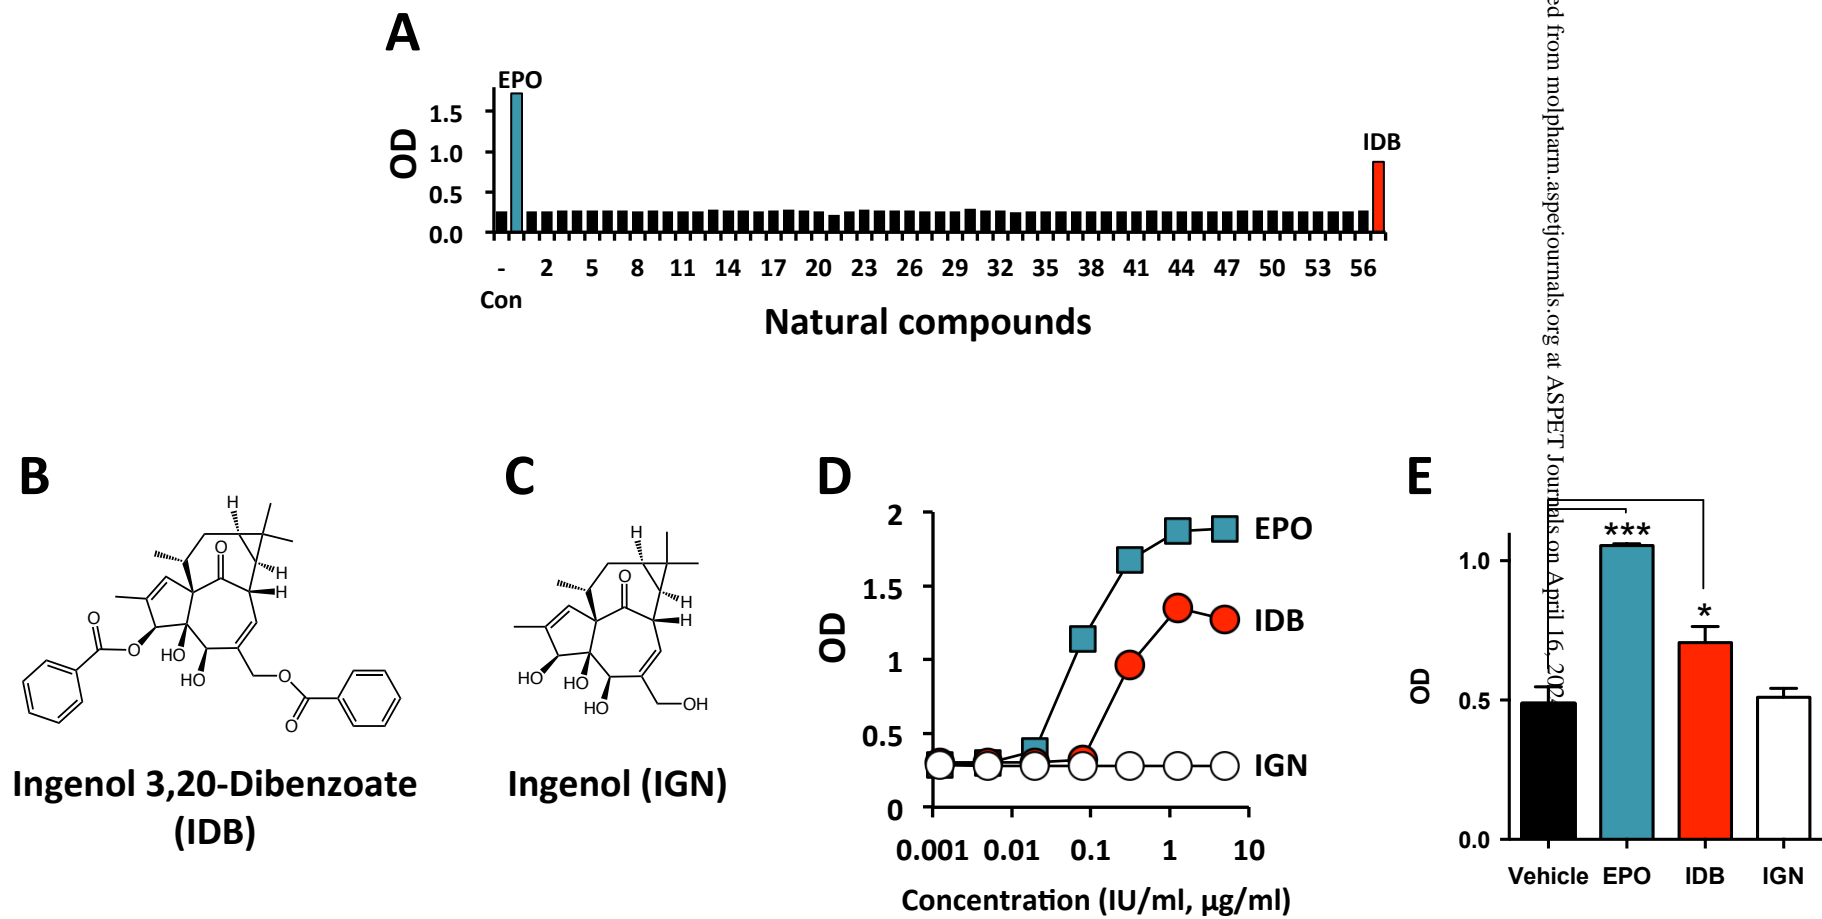 A
EPO
IDB
OD
1.5
1.0
0.5
0.0
- 2 5 8 11 14 17 20 23 26 29 32 35 38 41 44 47 50 53 56
Con
Natural compounds
ed from molpharm.aspetjournals.org at ASPET Journals on April 16, 202
B
H
O
H
H
O
O
HO
HO
O
O
Ingenol 3,20-Dibenzoate
(IDB)
C
H
O
H
H
HO
HO
HO
OH
Ingenol (IGN)
D
OD
2
1.5
1
0.5
0
EPO
IDB
IGN
0.001 0.01 0.1 1 10
Concentration (IU/ml, µg/ml)
E
***
*
OD
1.0
0.5
0.0
Vehicle EPO IDB IGN